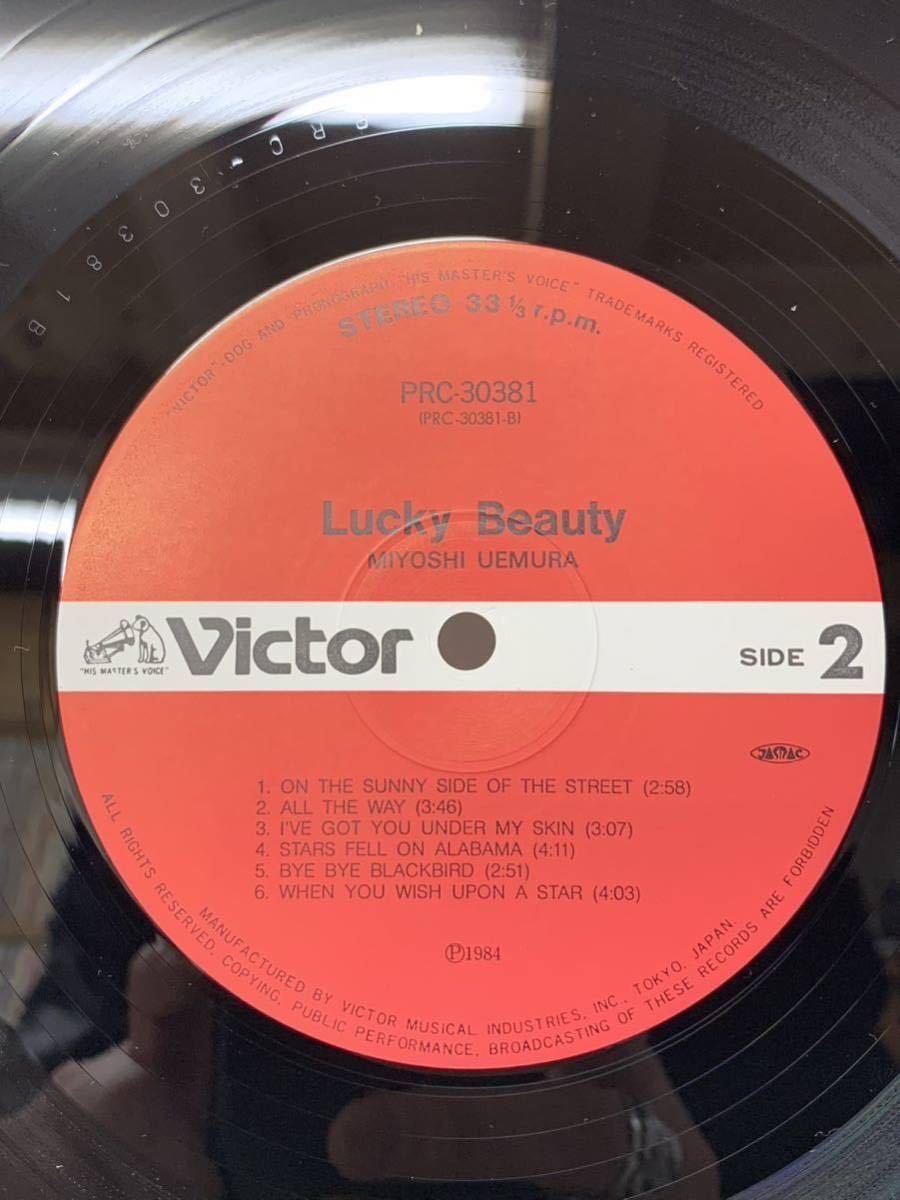 PRC-30381 B
"VICTOR", DOG AND "PHONOGRAPH", "HIS MASTER'S VOICE" TRADEMARKS REGISTERED
STEREO 33 1/3 r.p.m.
PRC-30381
(PRC-30381-B)
Lucky Beauty
MIYOSHI UEMURA
"HIS MASTER'S VOICE"
Victor
SIDE 2
JASRAC
1. ON THE SUNNY SIDE OF THE STREET (2:58)
2. ALL THE WAY (3:46)
3. I'VE GOT YOU UNDER MY SKIN (3:07)
4. STARS FELL ON ALABAMA (4:11)
5. BYE BYE BLACKBIRD (2:51)
6. WHEN YOU WISH UPON A STAR (4:03)
Ⓟ1984
MANUFACTURED BY VICTOR MUSICAL INDUSTRIES, INC., TOKYO, JAPAN.
ALL RIGHTS RESERVED. COPYING, PUBLIC PERFORMANCE, BROADCASTING OF THESE RECORDS ARE FORBIDDEN